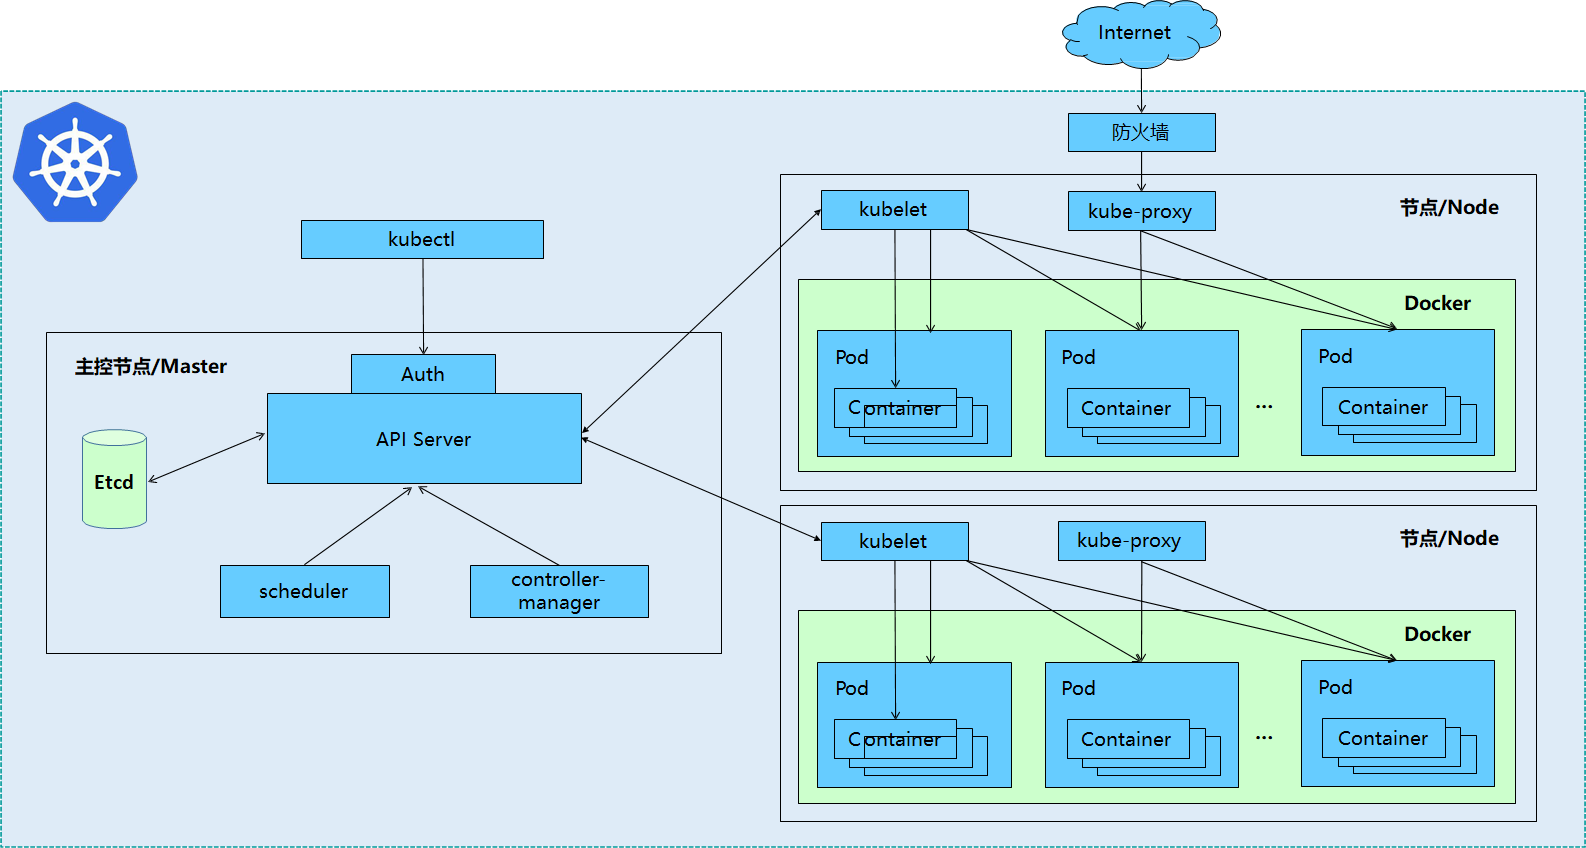 Internet
防火墙
kubelet
kube-proxy
节点/Node
kubectl
Docker
主控节点/Master
Auth
API Server
Etcd
scheduler
controller-
manager
Pod
Container
Pod
Container
...
Pod
Container
kubelet
kube-proxy
节点/Node
Docker
Pod
Container
Pod
Container
...
Pod
Container